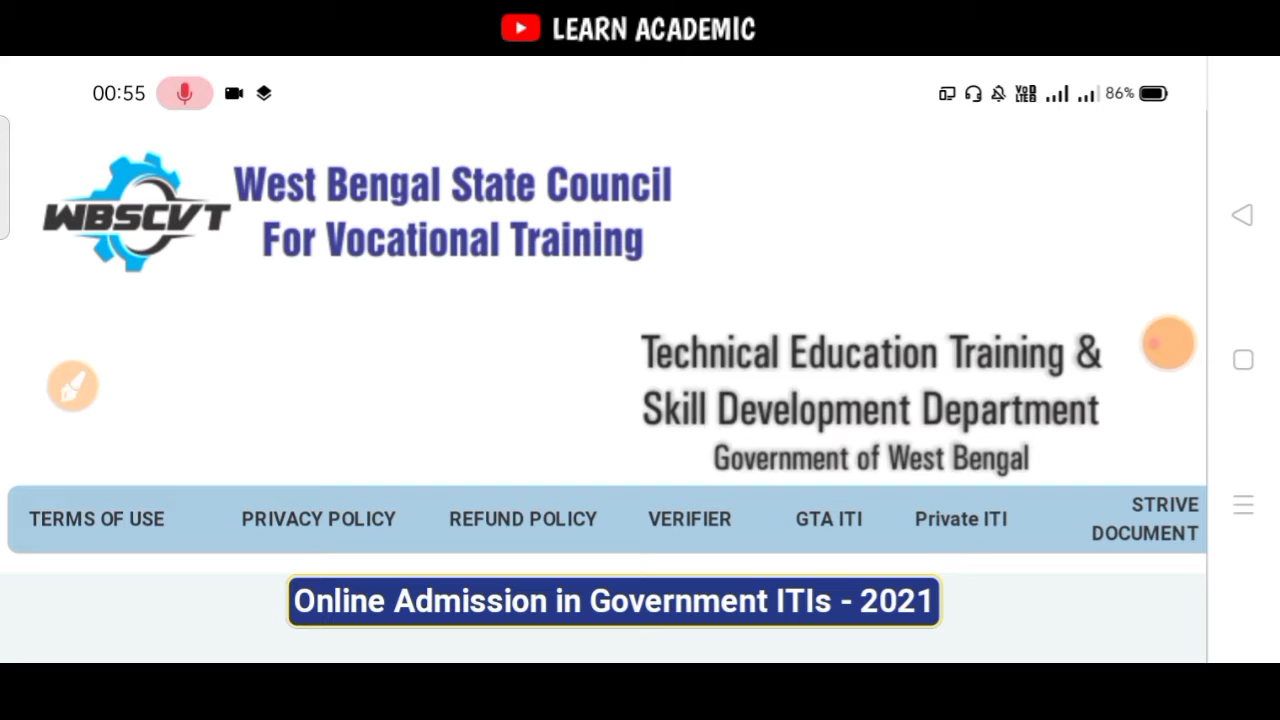 LEARN ACADEMIC
00:55
VoD LTEB
86%
WBSCVT
West Bengal State Council
For Vocational Training
Technical Education Training &
Skill Development Department
Government of West Bengal
TERMS OF USE PRIVACY POLICY REFUND POLICY VERIFIER GTA ITI Private ITI STRIVE DOCUMENT
Online Admission in Government ITIs - 2021